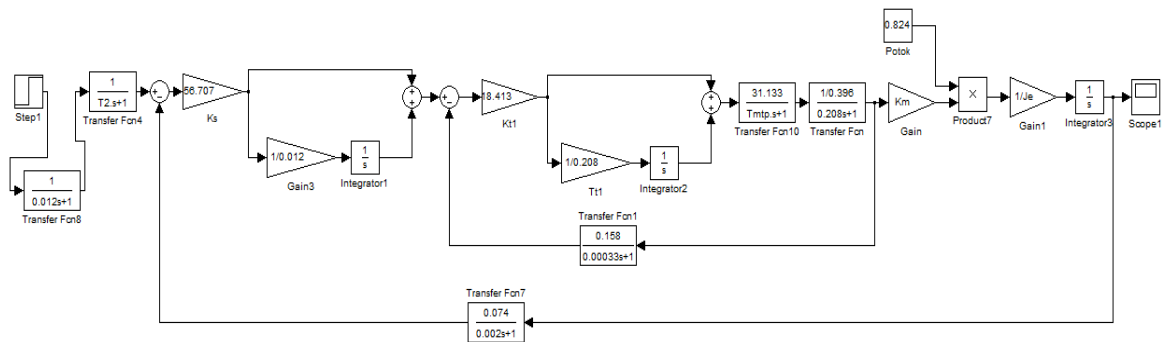 Step1
1
T2.s+1
Transfer Fcn4
1
0.012s+1
Transfer Fcn8
+
−
56.707
Ks
1/0.012
Gain3
1
s
Integrator1
+
+
+
−
18.413
Kt1
1/0.208
Tt1
1
s
Integrator2
+
+
31.133
Tmtp.s+1
Transfer Fcn10
1/0.396
0.208s+1
Transfer Fcn
Km
Gain
0.824
Potok
X
Product7
1/Je
Gain1
1
s
Integrator3
Scope1
Transfer Fcn1
0.158
0.00033s+1
Transfer Fcn7
0.074
0.002s+1